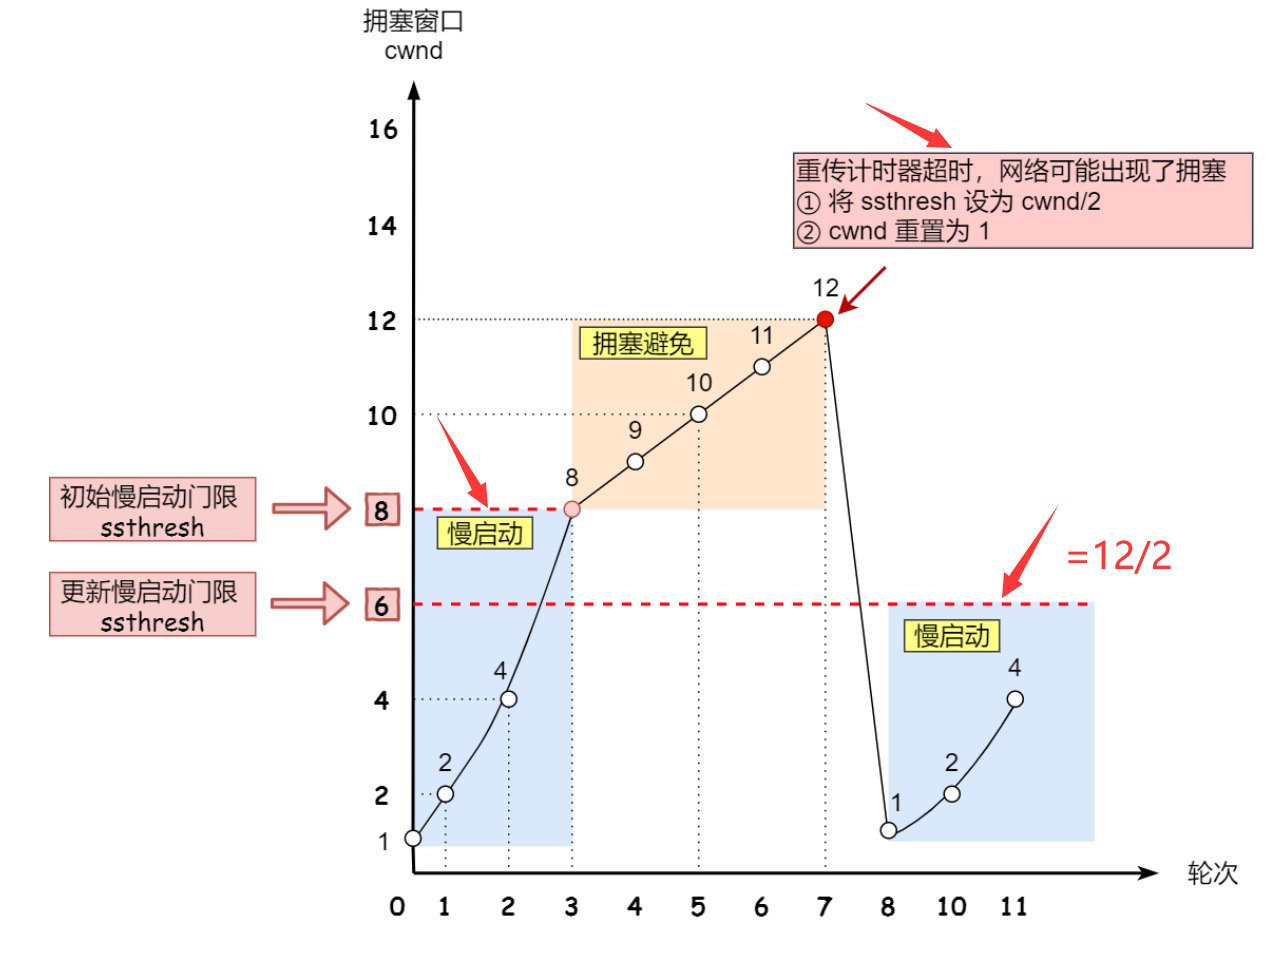 拥塞窗口
cwnd
16
14
12
10
8
6
4
2
1
重传计时器超时，网络可能出现了拥塞
① 将 ssthresh 设为 cwnd/2
② cwnd 重置为 1
12
拥塞避免
11
10
9
8
初始慢启动门限
ssthresh
慢启动
=12/2
更新慢启动门限
ssthresh
慢启动
4
2
4
2
1
轮次
0 1 2 3 4 5 6 7 8 10 11